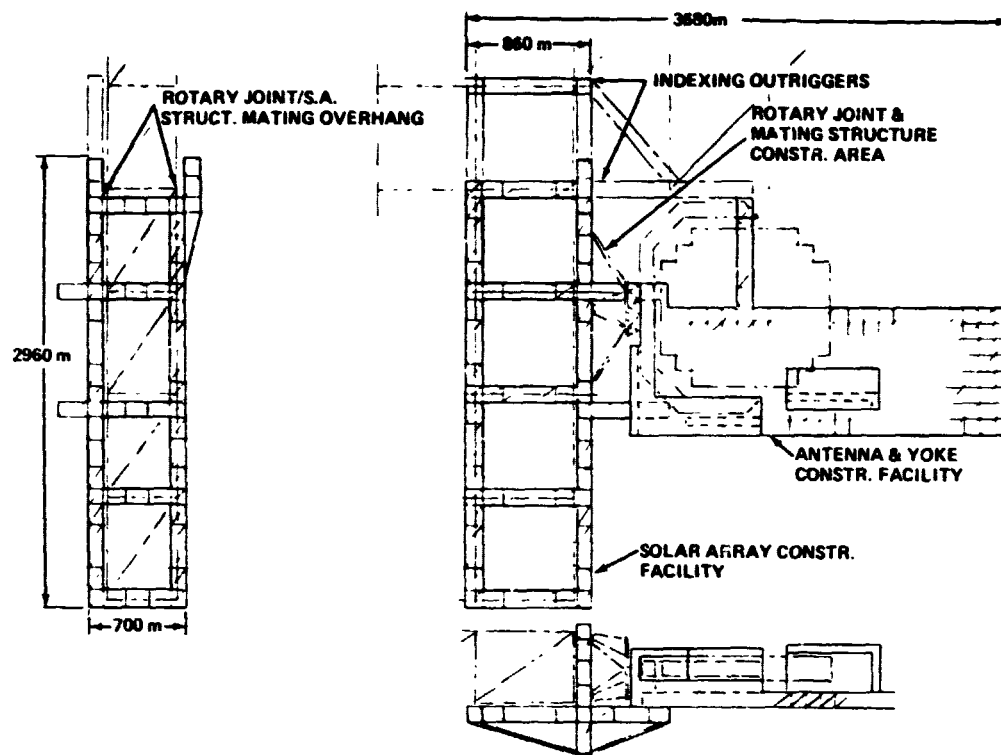 3680m
860 m
INDEXING OUTRIGGERS
ROTARY JOINT/S.A.
STRUCT. MATING OVERHANG
ROTARY JOINT &
MATING STRUCTURE
CONSTR. AREA
2960 m
ANTENNA & YOKE
CONSTR. FACILITY
SOLAR ARRAY CONSTR.
FACILITY
700 m